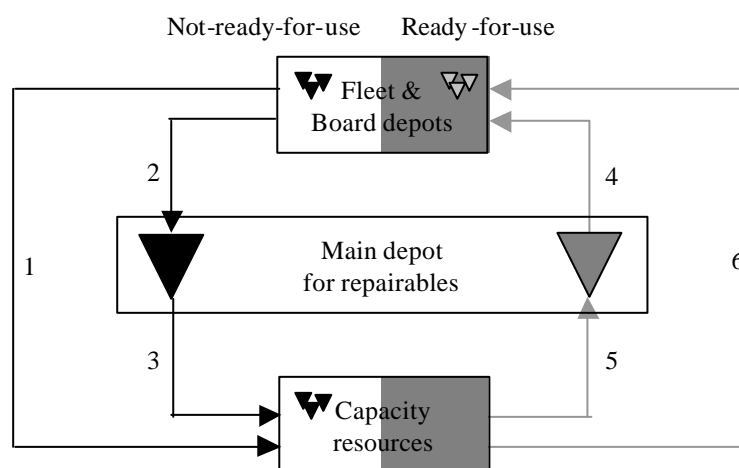 Not-ready-for-use Ready-for-use
Fleet &
Board depots
2
4
1
Main depot
for repairables
6
3
5
Capacity
resources